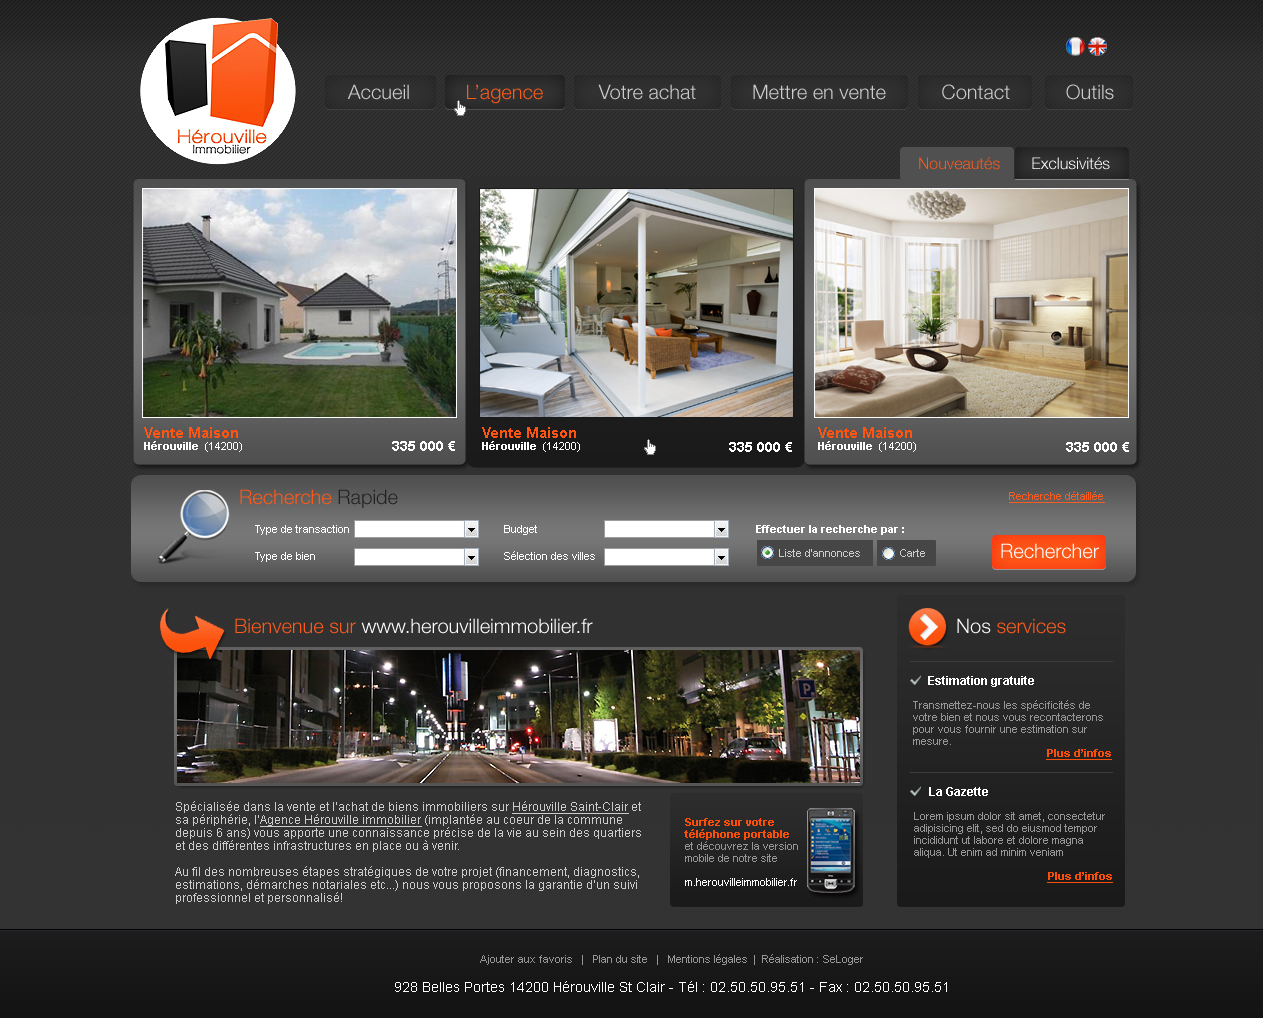 Hérouville
Immobilier
Accueil
L'agence
Votre achat
Mettre en vente
Contact
Outils
Nouveautés
Exclusivités
Vente Maison
Hérouville (14200)
335 000 €
Vente Maison
Hérouville (14200)
335 000 €
Vente Maison
Hérouville (14200)
335 000 €
Recherche Rapide
Recherche détaillée
Type de transaction
Budget
Effectuer la recherche par :
Type de bien
Sélection des villes
Liste d'annonces
Carte
Rechercher
Bienvenue sur www.herouvilleimmobilier.fr
P
Spécialisée dans la vente et l'achat de biens immobiliers sur Hérouville Saint-Clair et
sa périphérie, l'Agence Hérouville immobilier (implantée au coeur de la commune
depuis 6 ans) vous apporte une connaissance précise de la vie au sein des quartiers
et des différentes infrastructures en place ou à venir.
Au fil des nombreuses étapes stratégiques de votre projet (financement, diagnostics,
estimations, démarches notariales etc...) nous vous proposons la garantie d'un suivi
professionnel et personnalisé!
Surfez sur votre
téléphone portable
et découvrez la version
mobile de notre site
m.herouvilleimmobilier.fr
Nos services
Estimation gratuite
Transmettez-nous les spécificités de
votre bien et nous vous recontacterons
pour vous fournir une estimation sur
mesure.
Plus d'infos
La Gazette
Lorem ipsum dolor sit amet, consectetur
adipisicing elit, sed do eiusmod tempor
incididunt ut labore et dolore magna
aliqua. Ut enim ad minim veniam
Plus d'infos
Ajouter aux favoris | Plan du site | Mentions légales | Réalisation : SeLoger
928 Belles Portes 14200 Hérouville St Clair - Tél : 02.50.50.95.51 - Fax : 02.50.50.95.51